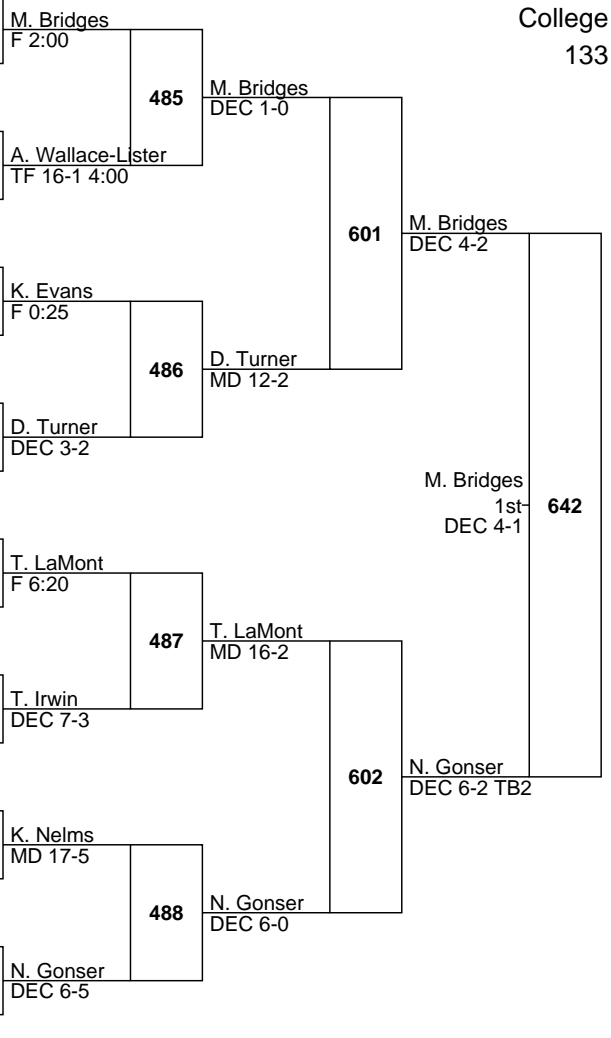 College
133
M. Bridges
F 2:00
485
M. Bridges
DEC 1-0
A. Wallace-Lister
TF 16-1 4:00
601
M. Bridges
DEC 4-2
K. Evans
F 0:25
486
D. Turner
MD 12-2
D. Turner
DEC 3-2
M. Bridges
1st
DEC 4-1
642
T. LaMont
F 6:20
487
T. LaMont
MD 16-2
T. Irwin
DEC 7-3
602
N. Gonser
DEC 6-2 TB2
K. Nelms
MD 17-5
488
N. Gonser
DEC 6-0
N. Gonser
DEC 6-5